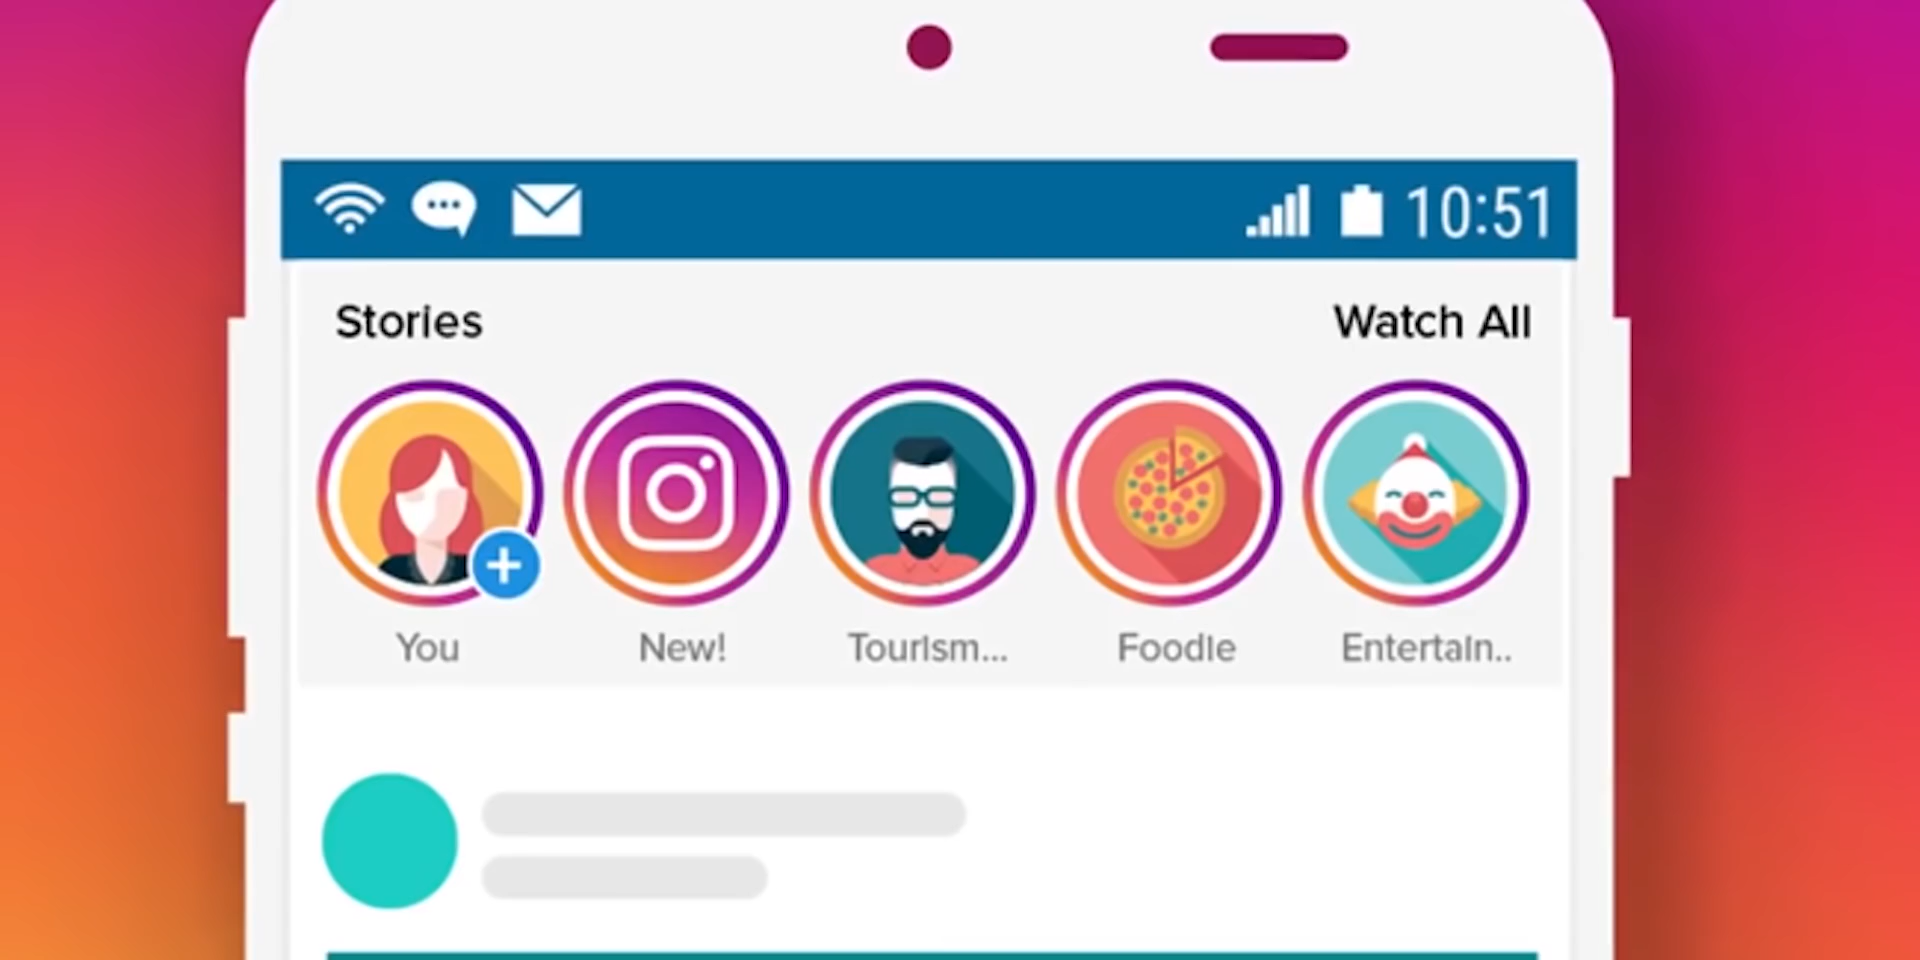 10:51
Stories
Watch All
You
New!
Tourism...
Foodie
Entertain..